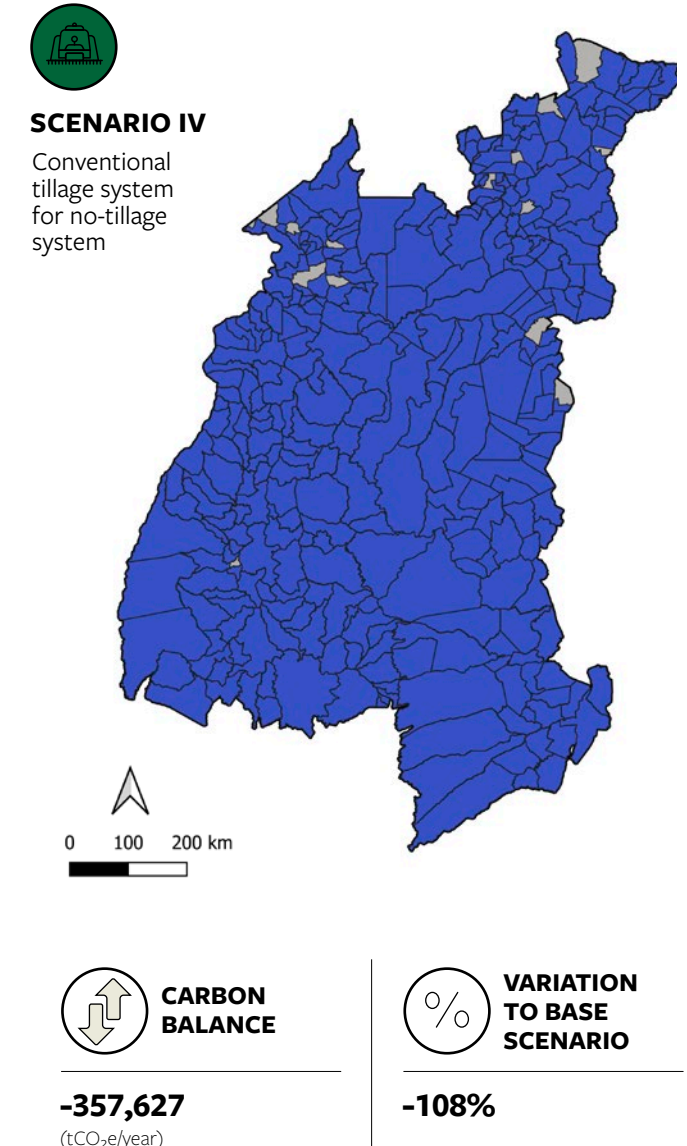 SCENARIO IV
Conventional
tillage system
for no-tillage
system
0 100 200 km
CARBON
BALANCE
-357,627
(tCO₂e/year)
%
VARIATION
TO BASE
SCENARIO
-108%